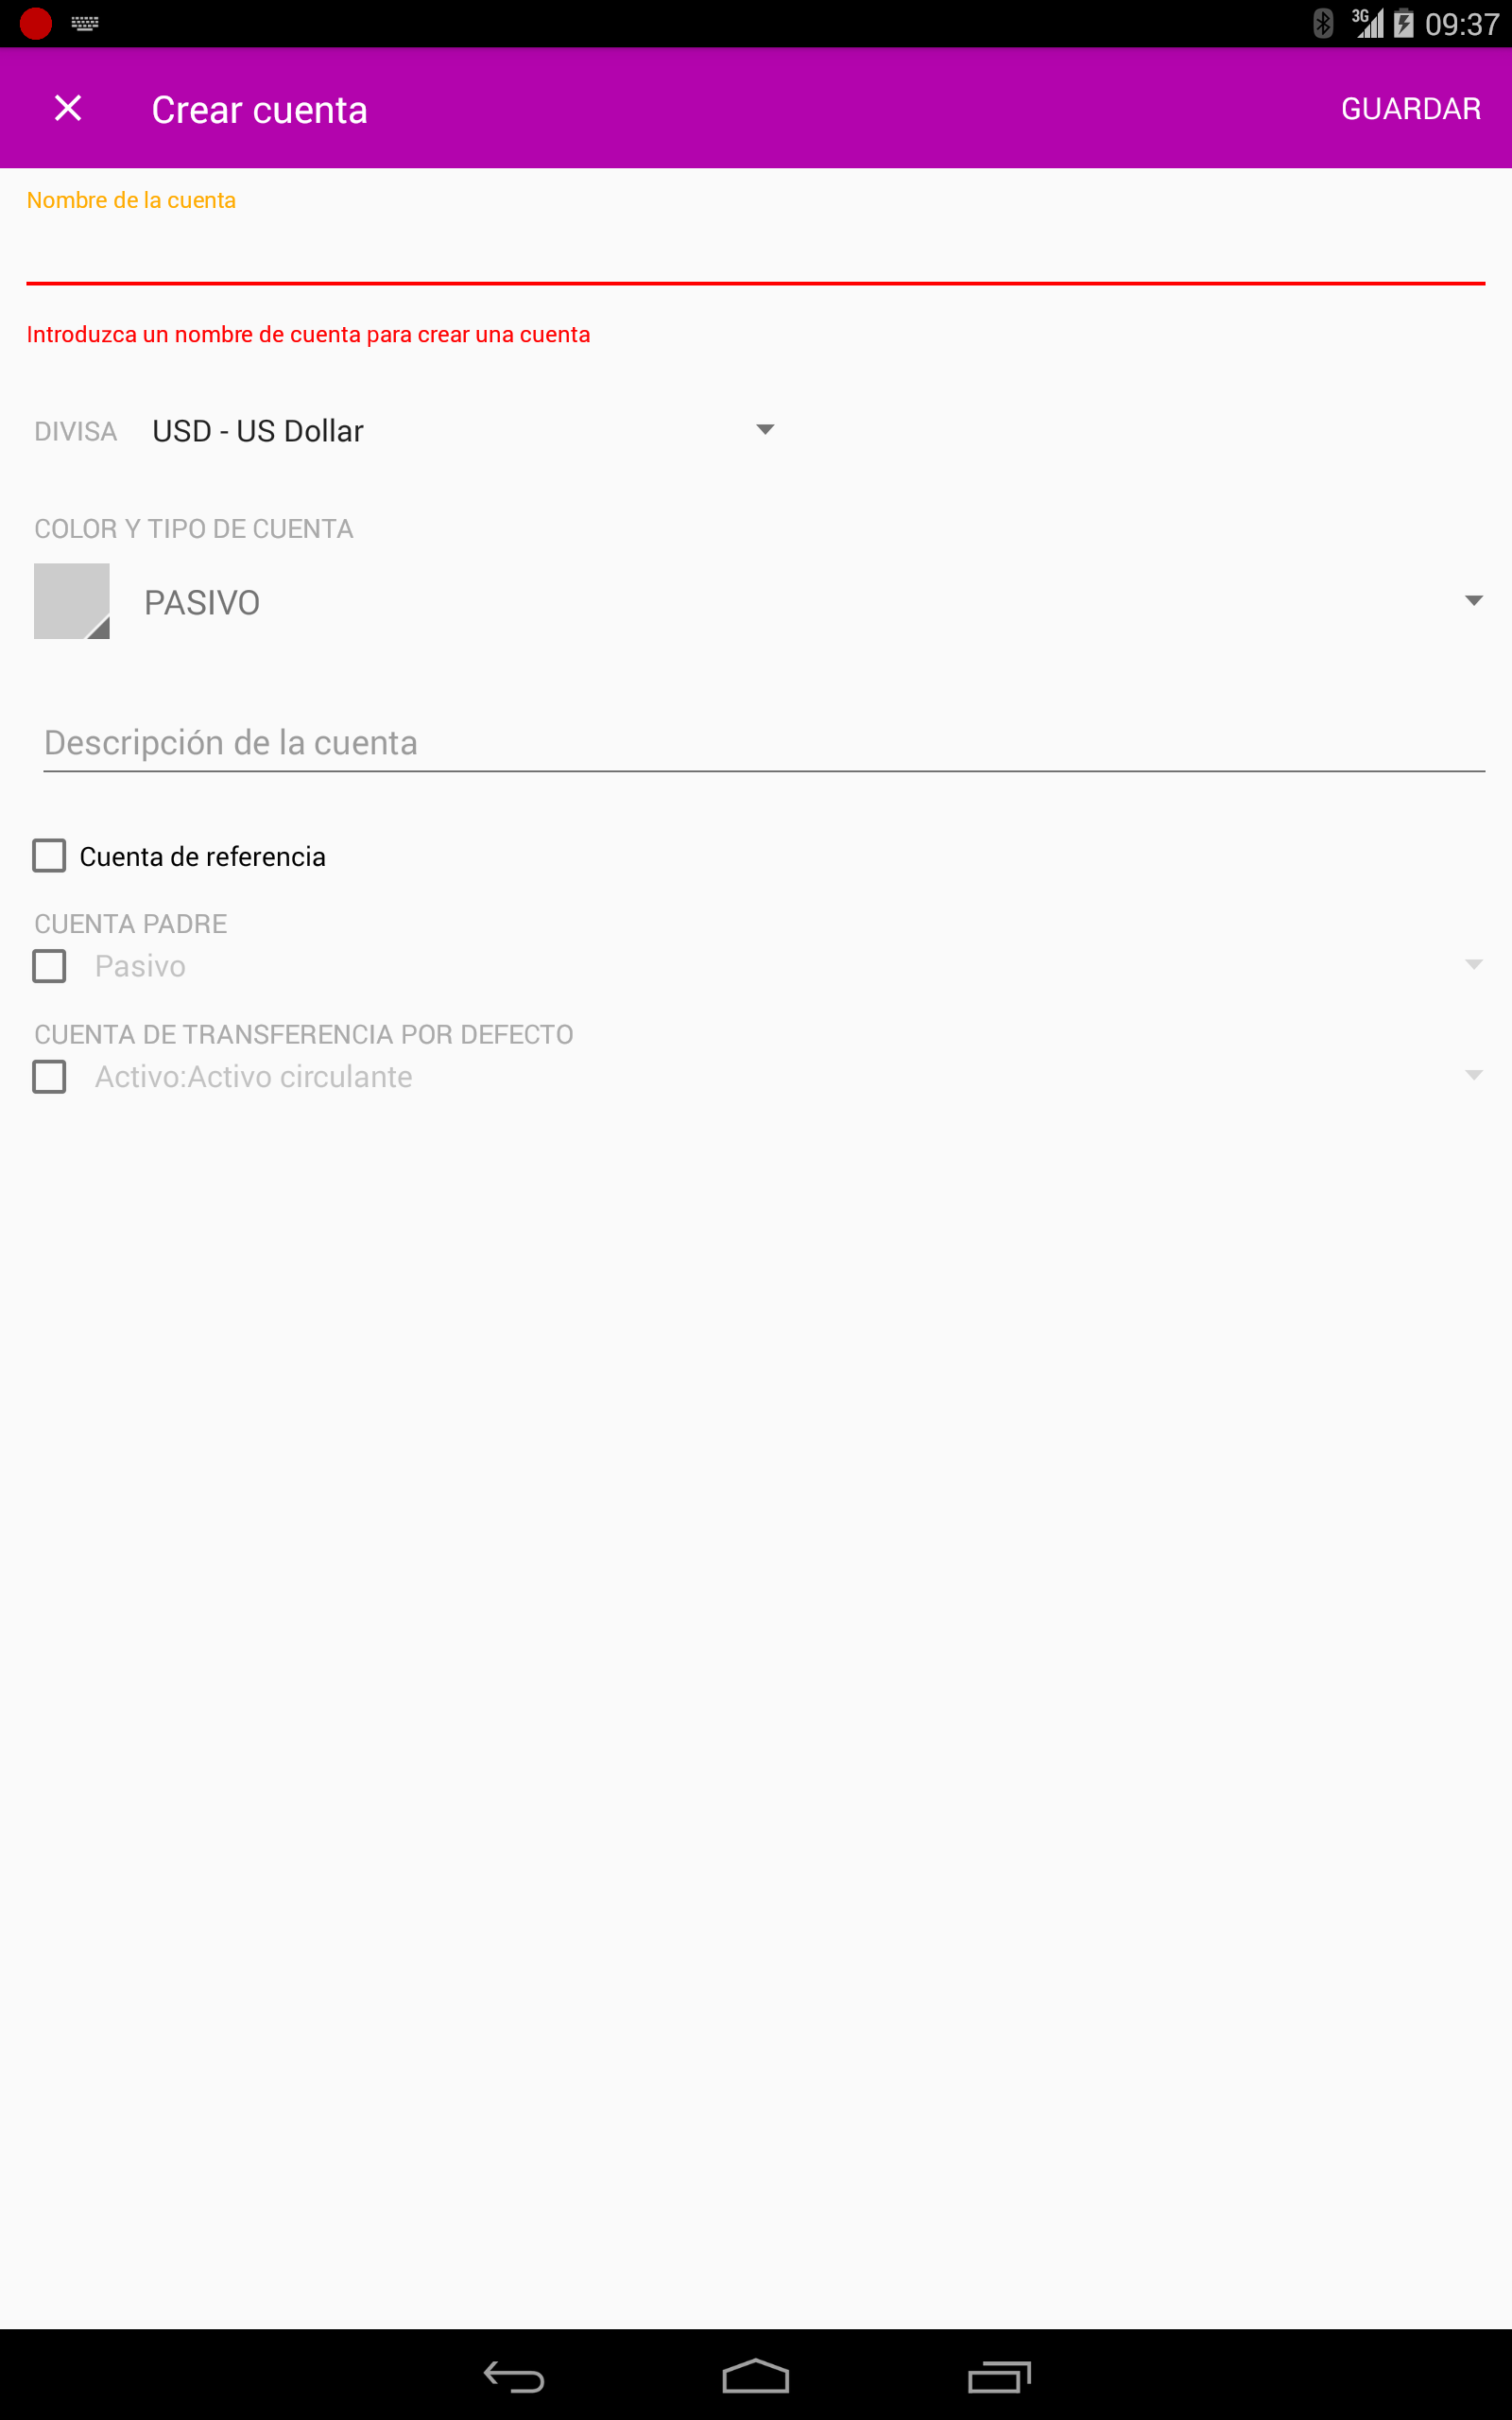 3G 09:37
Crear cuenta GUARDAR
Nombre de la cuenta
Introduzca un nombre de cuenta para crear una cuenta
DIVISA USD - US Dollar
COLOR Y TIPO DE CUENTA
PASIVO
Descripción de la cuenta
Cuenta de referencia
CUENTA PADRE
Pasivo
CUENTA DE TRANSFERENCIA POR DEFECTO
Activo:Activo circulante